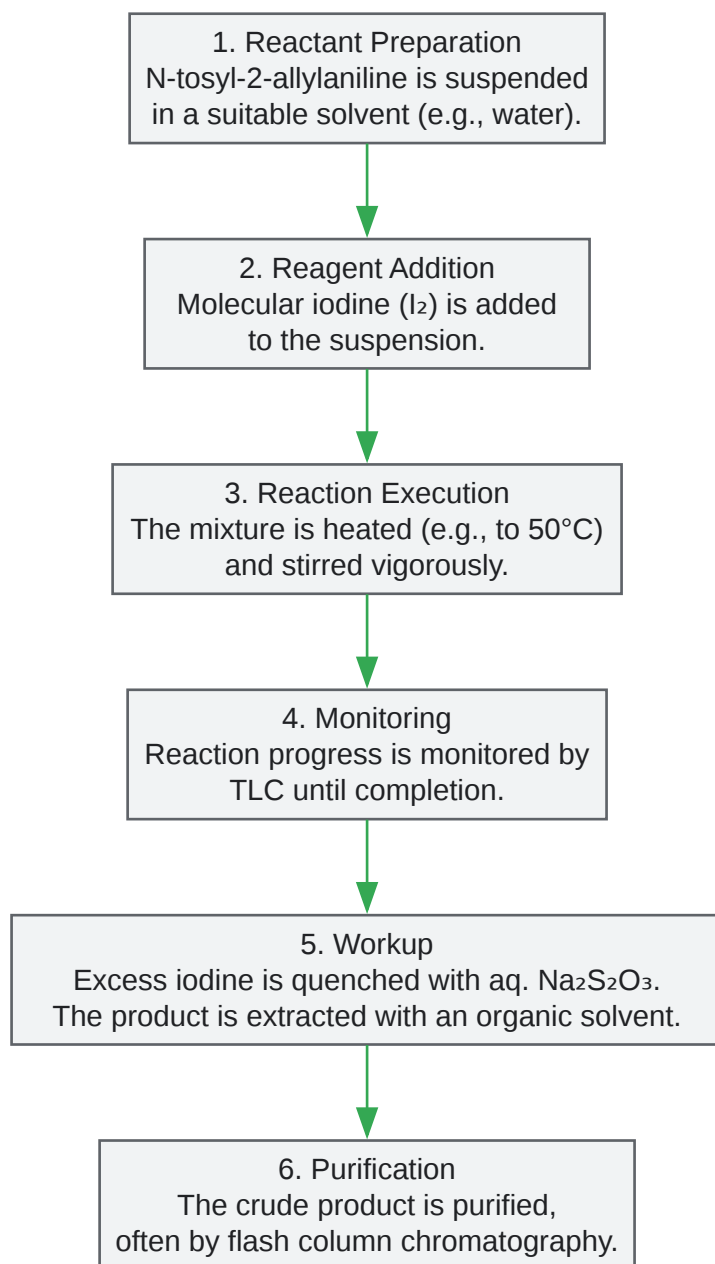 1. Reactant Preparation
N-tosyl-2-allylaniline is suspended
in a suitable solvent (e.g., water).
2. Reagent Addition
Molecular iodine (I₂) is added
to the suspension.
3. Reaction Execution
The mixture is heated (e.g., to 50°C)
and stirred vigorously.
4. Monitoring
Reaction progress is monitored by
TLC until completion.
5. Workup
Excess iodine is quenched with aq. Na₂S₂O₃.
The product is extracted with an organic solvent.
6. Purification
The crude product is purified,
often by flash column chromatography.